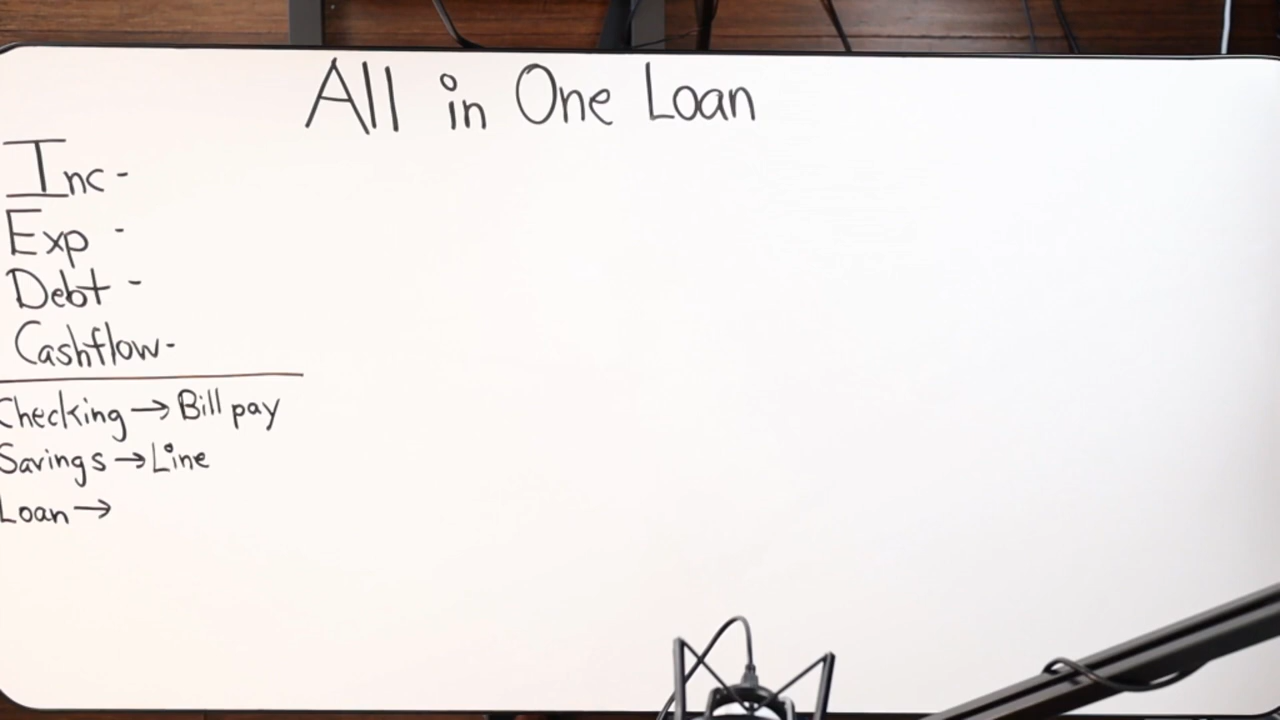 All in One Loan
Inc -
Exp -
Debt -
Cashflow-
Checking → Bill pay
Savings → Line
Loan →